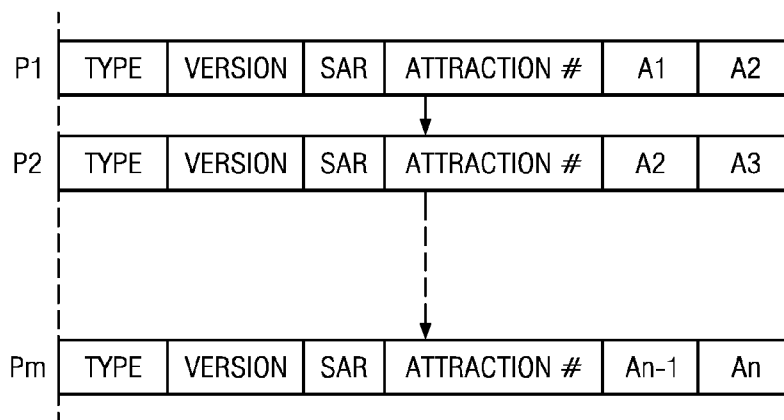 P1 TYPE VERSION SAR ATTRACTION # A1 A2
P2 TYPE VERSION SAR ATTRACTION # A2 A3
Pm TYPE VERSION SAR ATTRACTION # An-1 An